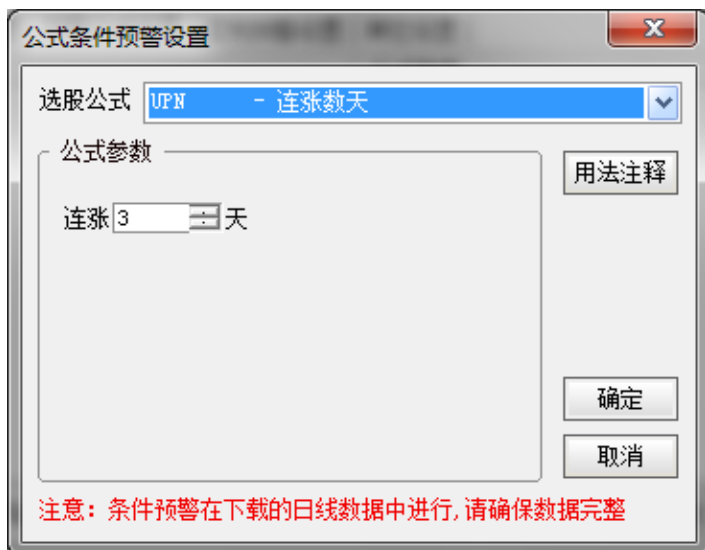 公式条件预警设置
选股公式 UPN - 连涨数天
公式参数
用法注释
连涨 3 天
确定
取消
注意：条件预警在下载的日线数据中进行,请确保数据完整